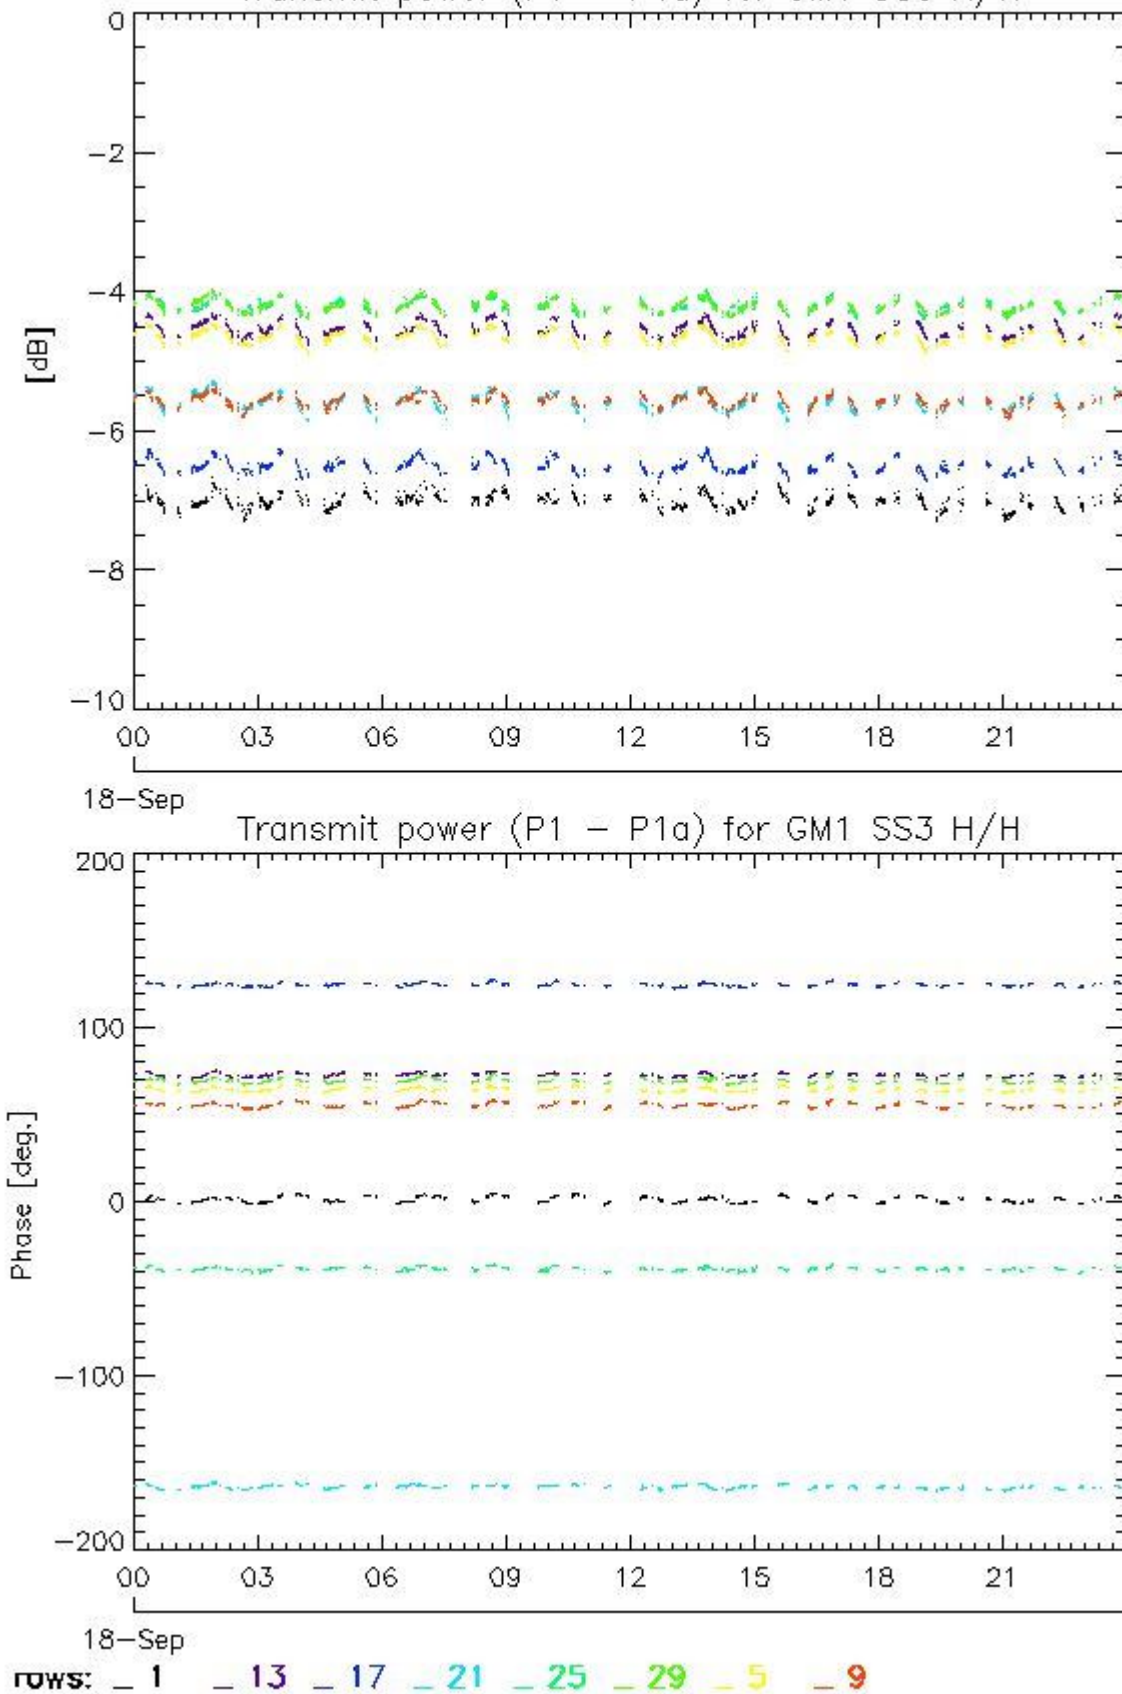 0
-2
-4
[dB]
-6
-8
-10
00 03 06 09 12 15 18 21
18-Sep
Transmit power (P1 - P1a) for GM1 SS3 H/H
200
100
Phase [deg.]
0
-100
-200
00 03 06 09 12 15 18 21
18-Sep
rows: _ 1 _ 13 _ 17 _ 21 _ 25 _ 29 _ 5 _ 9